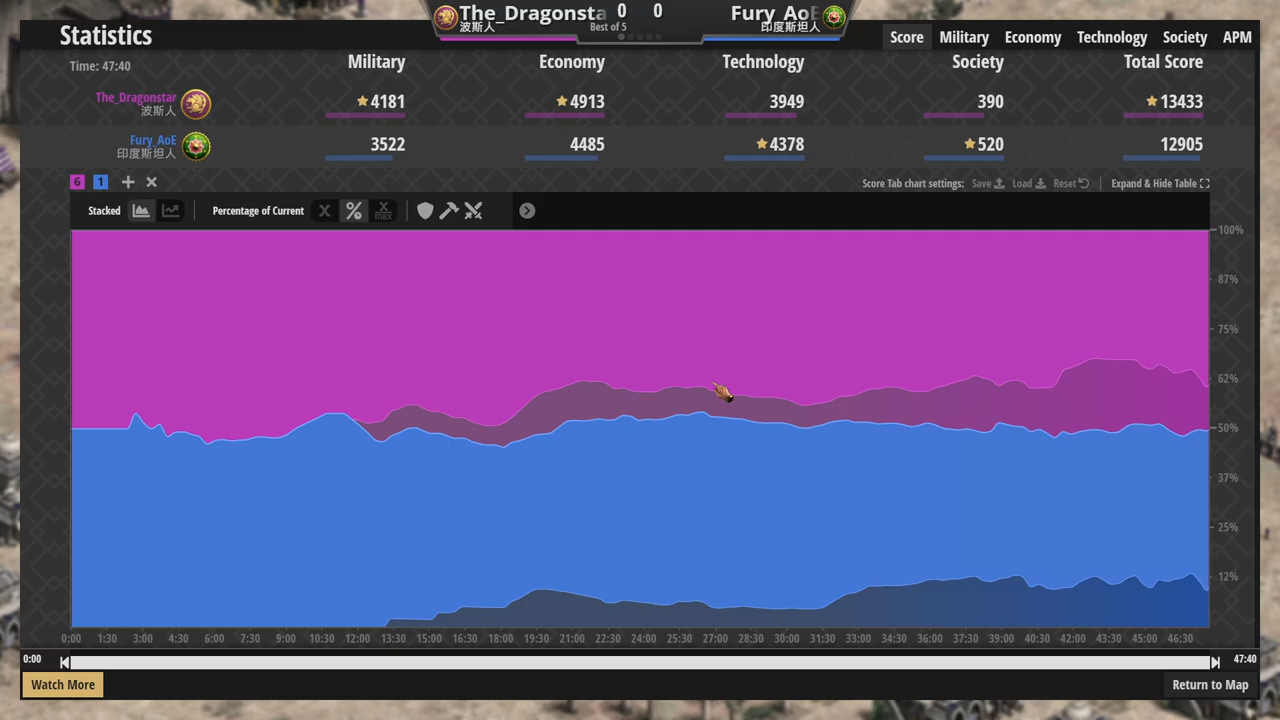 The_Dragonsta 0 0 Fury_AoE
波斯人 Best of 5 印度斯坦人
Statistics
Score Military Economy Technology Society APM
Time: 47:40
Military Economy Technology Society Total Score
The_Dragonstar
波斯人
4181 4913 3949 390 13433
Fury_AoE
印度斯坦人
3522 4485 4378 520 12905
6 1
Score Tab chart settings: Save Load Reset Expand & Hide Table
Stacked Percentage of Current X % X max
100%
87%
75%
62%
50%
37%
25%
12%
0:00 1:30 3:00 4:30 6:00 7:30 9:00 10:30 12:00 13:30 15:00 16:30 18:00 19:30 21:00 22:30 24:00 25:30 27:00 28:30 30:00 31:30 33:00 34:30 36:00 37:30 39:00 40:30 42:00 43:30 45:00 46:30
0:00 47:40
Watch More Return to Map